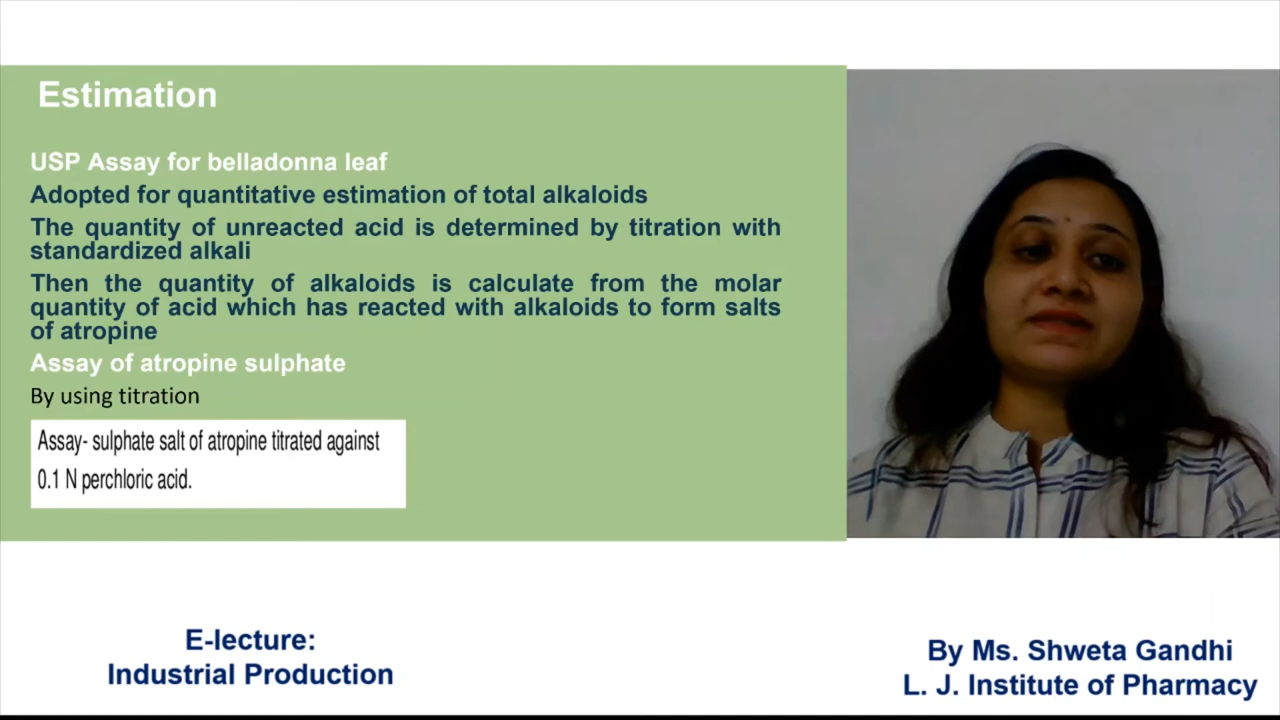 Estimation
USP Assay for belladonna leaf
Adopted for quantitative estimation of total alkaloids
The quantity of unreacted acid is determined by titration with
standardized alkali
Then the quantity of alkaloids is calculate from the molar
quantity of acid which has reacted with alkaloids to form salts
of atropine
Assay of atropine sulphate
By using titration
Assay- sulphate salt of atropine titrated against
0.1 N perchloric acid.
E-lecture:
Industrial Production
By Ms. Shweta Gandhi
L. J. Institute of Pharmacy